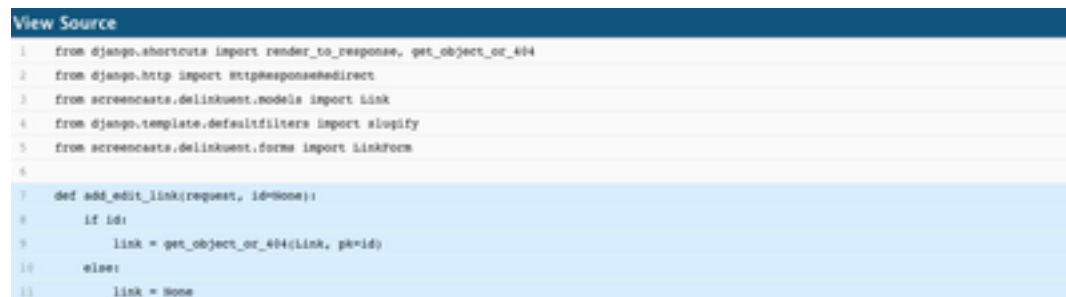 View Source
1 from django.shortcuts import render_to_response, get_object_or_404
2 from django.http import HttpResponseRedirect
3 from screencasts.delinkuent.models import Link
4 from django.template.defaultfilters import slugify
5 from screencasts.delinkuent.forms import LinkForm
6
7 def add_edit_link(request, id=None):
8 if id:
9 link = get_object_or_404(Link, pk=id)
10 else:
11 link = None